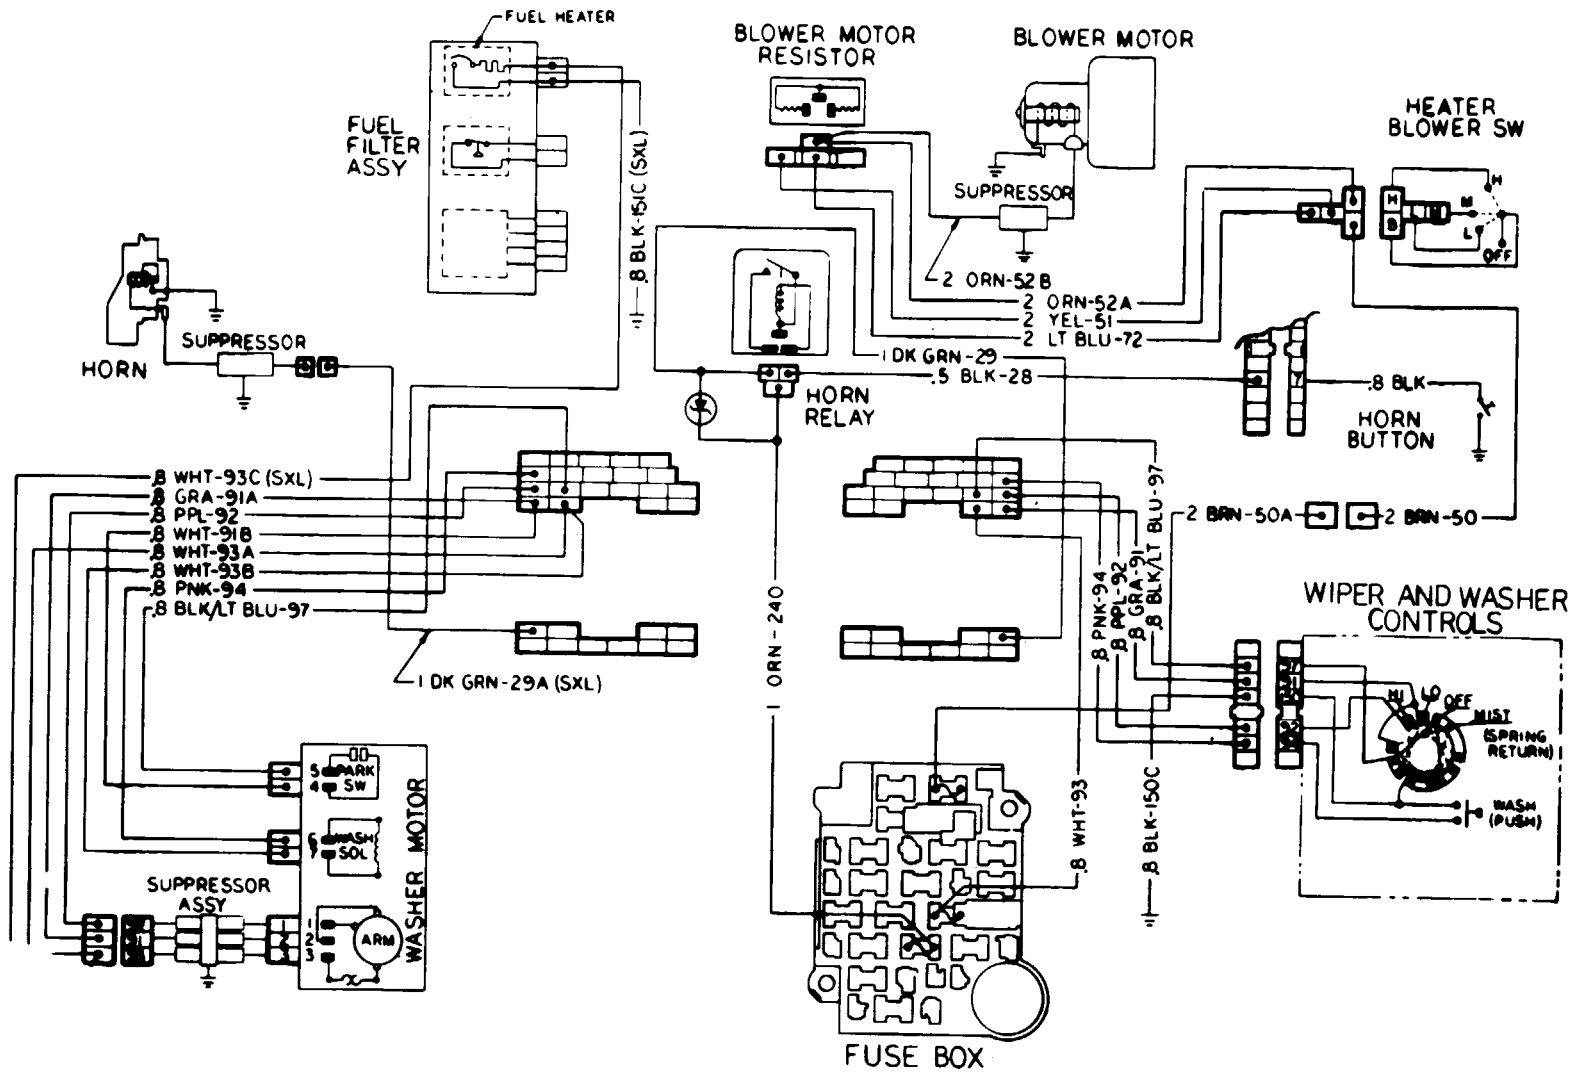 FUEL HEATER
BLOWER MOTOR
RESISTOR
BLOWER MOTOR
HEATER
BLOWER SW
FUEL
FILTER
ASSY
.8 BLK-151C (SXL)
SUPPRESSOR
H
B
H
M
L
OFF
2 ORN-52B
2 ORN-52A
2 YEL-51
2 LT BLU-72
HORN
SUPPRESSOR
1 DK GRN-29
.5 BLK-28
HORN
RELAY
7
.8 BLK
HORN
BUTTON
.8 WHT-93C (SXL)
.8 GRA-91A
.8 PPL-92
.8 WHT-91B
.8 WHT-93A
.8 WHT-93B
.8 PNK-94
.8 BLK/LT BLU-97
1 DK GRN-29A (SXL)
1 ORN-240
.8 PNK-94
.8 PPL-92
.8 GRA-91
.8 BLK/LT BLU-97
2 BRN-50A
2 BRN-50
WIPER AND WASHER
CONTROLS
HI
LO
OFF
MIST
(SPRING
RETURN)
WASH
(PUSH)
.8 WHT-93
.8 BLK-150C
5
4
PARK
SW
6
7
WASH
SOL
WASHER MOTOR
SUPPRESSOR
ASSY
1
2
3
ARM
FUSE BOX